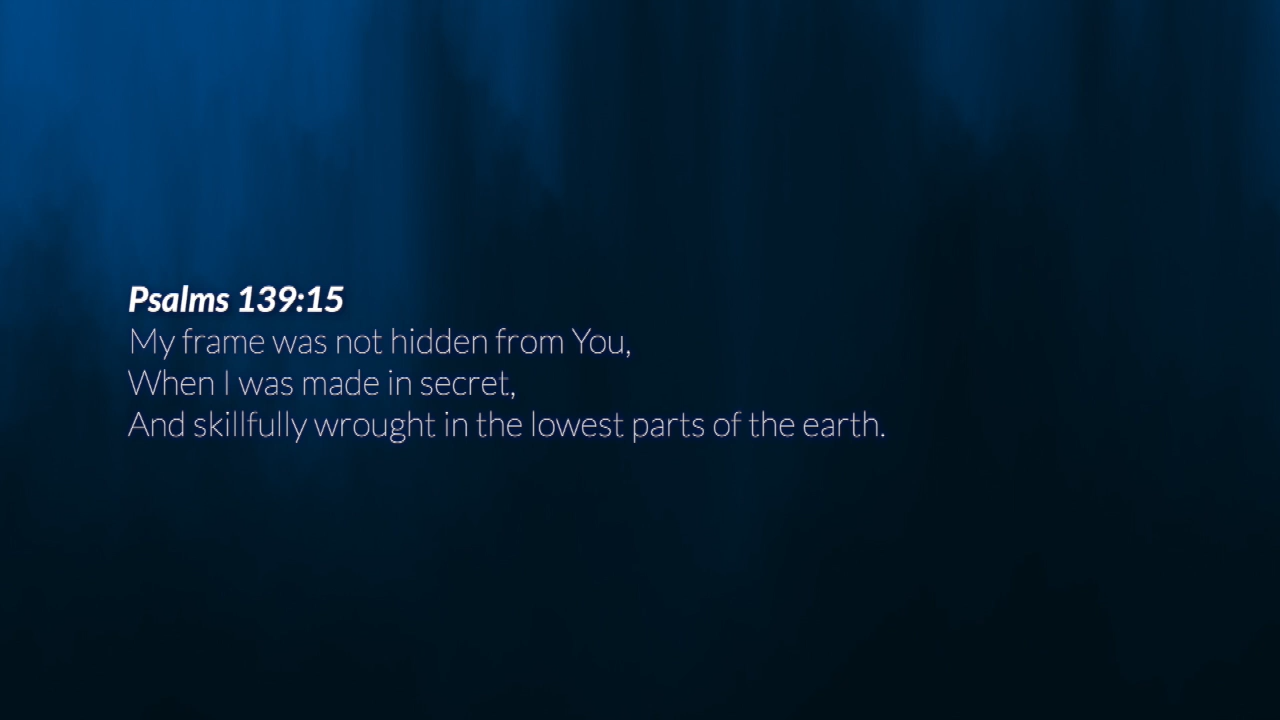 Psalms 139:15
My frame was not hidden from You,
When I was made in secret,
And skillfully wrought in the lowest parts of the earth.